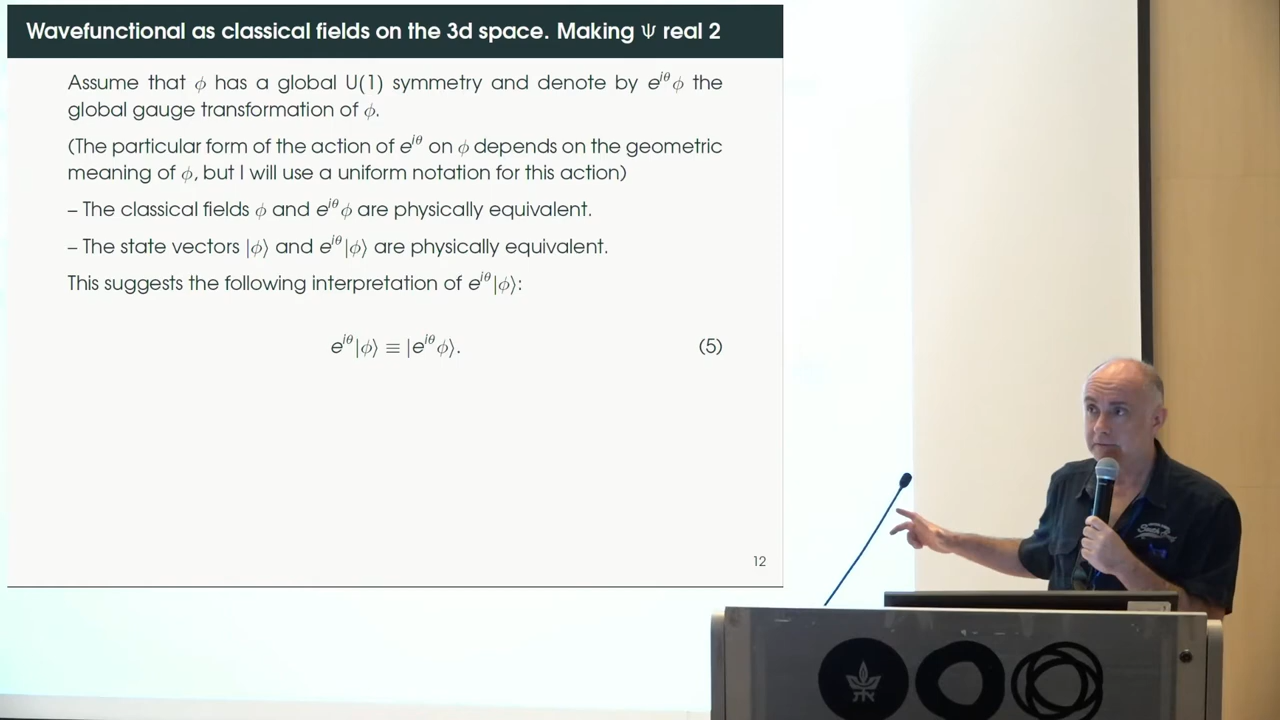 Wavefunctional as classical fields on the 3d space. Making Ψ real 2
Assume that ϕ has a global U(1) symmetry and denote by e^{iθ}ϕ the
global gauge transformation of ϕ.
(The particular form of the action of e^{iθ} on ϕ depends on the geometric
meaning of ϕ, but I will use a uniform notation for this action)
– The classical fields ϕ and e^{iθ}ϕ are physically equivalent.
– The state vectors |ϕ⟩ and e^{iθ}|ϕ⟩ are physically equivalent.
This suggests the following interpretation of e^{iθ}|ϕ⟩:
e^{iθ}|ϕ⟩ ≡ |e^{iθ}ϕ⟩. (5)
12